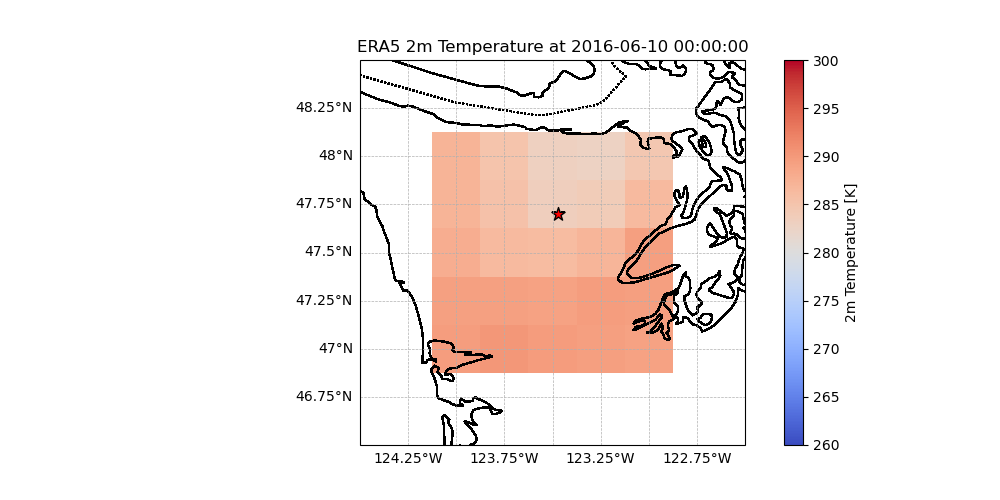 ERA5 2m Temperature at 2016-06-10 00:00:00
48.25°N
48°N
47.75°N
47.5°N
47.25°N
47°N
46.75°N
124.25°W 123.75°W 123.25°W 122.75°W
300
295
290
285
280
275
270
265
260
2m Temperature [K]